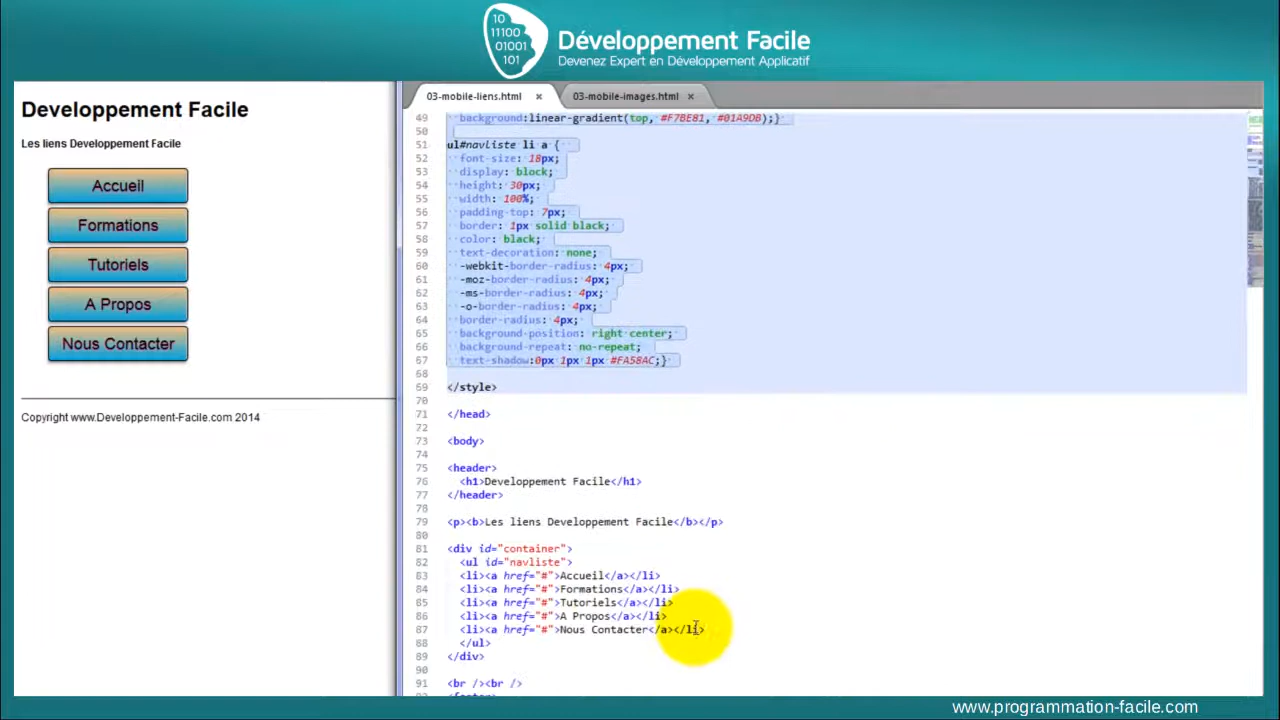 10
11100
01001
101
Développement Facile
Devenez Expert en Développement Applicatif
Developpement Facile
Les liens Developpement Facile
Accueil
Formations
Tutoriels
A Propos
Nous Contacter
Copyright www.Developpement-Facile.com 2014
03-mobile-liens.html ×
03-mobile-images.html ×
49 background:linear-gradient(top, #F7BE81, #01A9DB);}
50
51 ul#navliste li a {
52 font-size: 18px;
53 display: block;
54 height: 30px;
55 width: 100%;
56 padding-top: 7px;
57 border: 1px solid black;
58 color: black;
59 text-decoration: none;
60 -webkit-border-radius: 4px;
61 -moz-border-radius: 4px;
62 -ms-border-radius: 4px;
63 -o-border-radius: 4px;
64 border-radius: 4px;
65 background-position: right center;
66 background-repeat: no-repeat;
67 text-shadow:0px 1px 1px #FA58AC;}
68
69 </style>
70
71 </head>
72
73 <body>
74
75 <header>
76 <h1>Developpement Facile</h1>
77 </header>
78
79 <p><b>Les liens Developpement Facile</b></p>
80
81 <div id="container">
82 <ul id="navliste">
83 <li><a href="#">Accueil</a></li>
84 <li><a href="#">Formations</a></li>
85 <li><a href="#">Tutoriels</a></li>
86 <li><a href="#">A Propos</a></li>
87 <li><a href="#">Nous Contacter</a></li>
88 </ul>
89 </div>
90
91 <br /><br />
www.programmation-facile.com